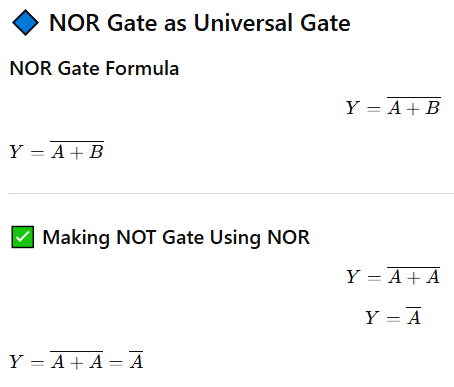 🔷 NOR Gate as Universal Gate
NOR Gate Formula
Y = \overline{A + B}
Y = \overline{A + B}
✅ Making NOT Gate Using NOR
Y = \overline{A + A}
Y = \overline{A}
Y = \overline{A + A} = \overline{A}